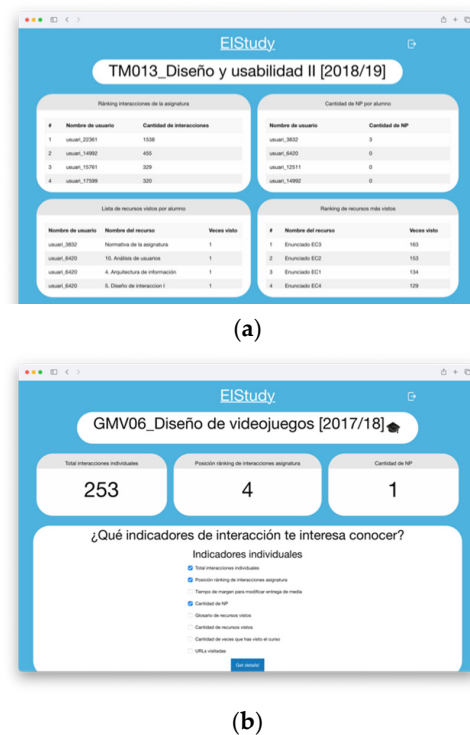 EIStudy
TM013_Diseño y usabilidad II [2018/19]
Ránking interacciones de la asignatura
# Nombre de usuario Cantidad de interacciones
1 usuari_22361 1538
2 usuari_14992 455
3 usuari_15761 329
4 usuari_17599 320
Cantidad de NP por alumno
Nombre de usuario Cantidad de NP
usuari_3832 3
usuari_6420 0
usuari_12511 0
usuari_14992 0
Lista de recursos vistos por alumno
Nombre de usuario Nombre del recurso Veces visto
usuari_3832 Normativa de la asignatura 1
usuari_6420 10. Análisis de usuarios 1
usuari_6420 4. Arquitectura de información 1
usuari_6420 5. Diseño de interaccion I 1
Ranking de recursos más vistos
# Nombre del recurso Veces visto
1 Enunciado EC3 163
2 Enunciado EC2 153
3 Enunciado EC1 134
4 Enunciado EC4 129
(a)
EIStudy
GMV06_Diseño de videojuegos [2017/18]
Total interacciones individuales
253
Posición ránking de interacciones asignatura
4
Cantidad de NP
1
¿Qué indicadores de interacción te interesa conocer?
Indicadores individuales
Total interacciones individuales
Posición ránking de interacciones asignatura
Tiempo de margen para modificar entrega de media
Cantidad de NP
Glosario de recursos vistos
Cantidad de recursos vistos
Cantidad de veces que has visto el curso
URLs visitadas
Get details!
(b)